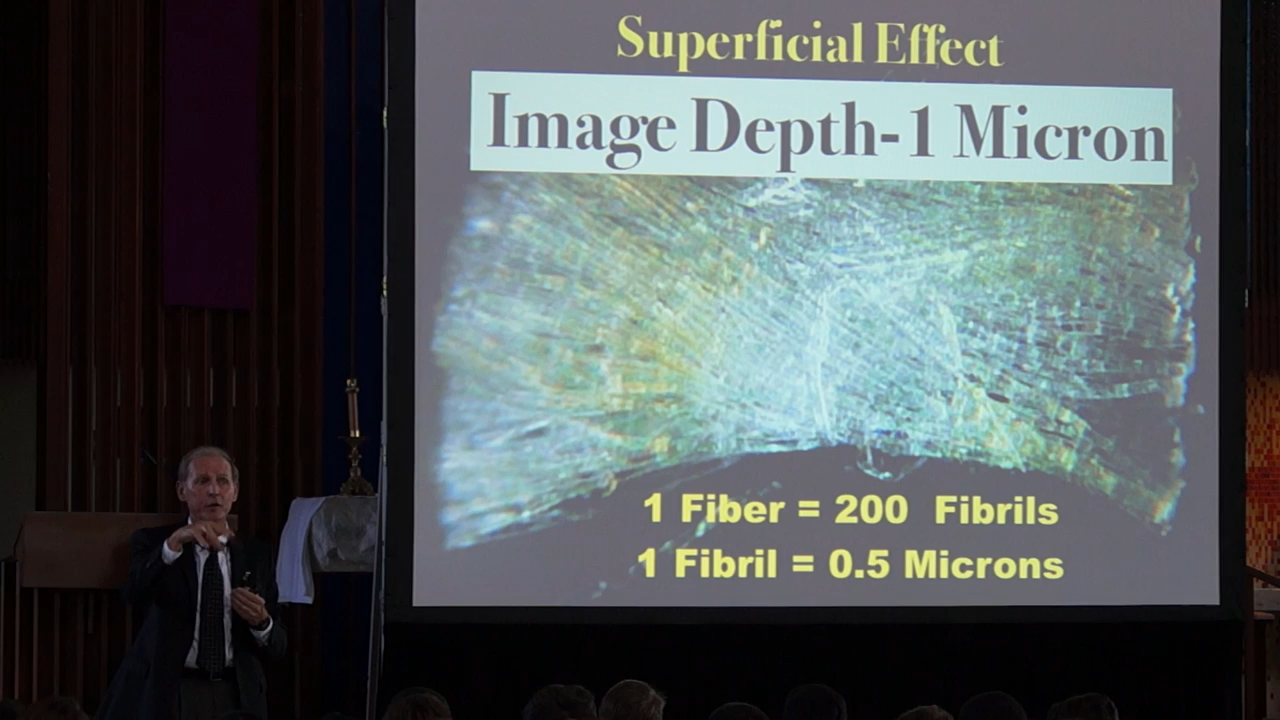 Superficial Effect
Image Depth-1 Micron
1 Fiber = 200 Fibrils
1 Fibril = 0.5 Microns